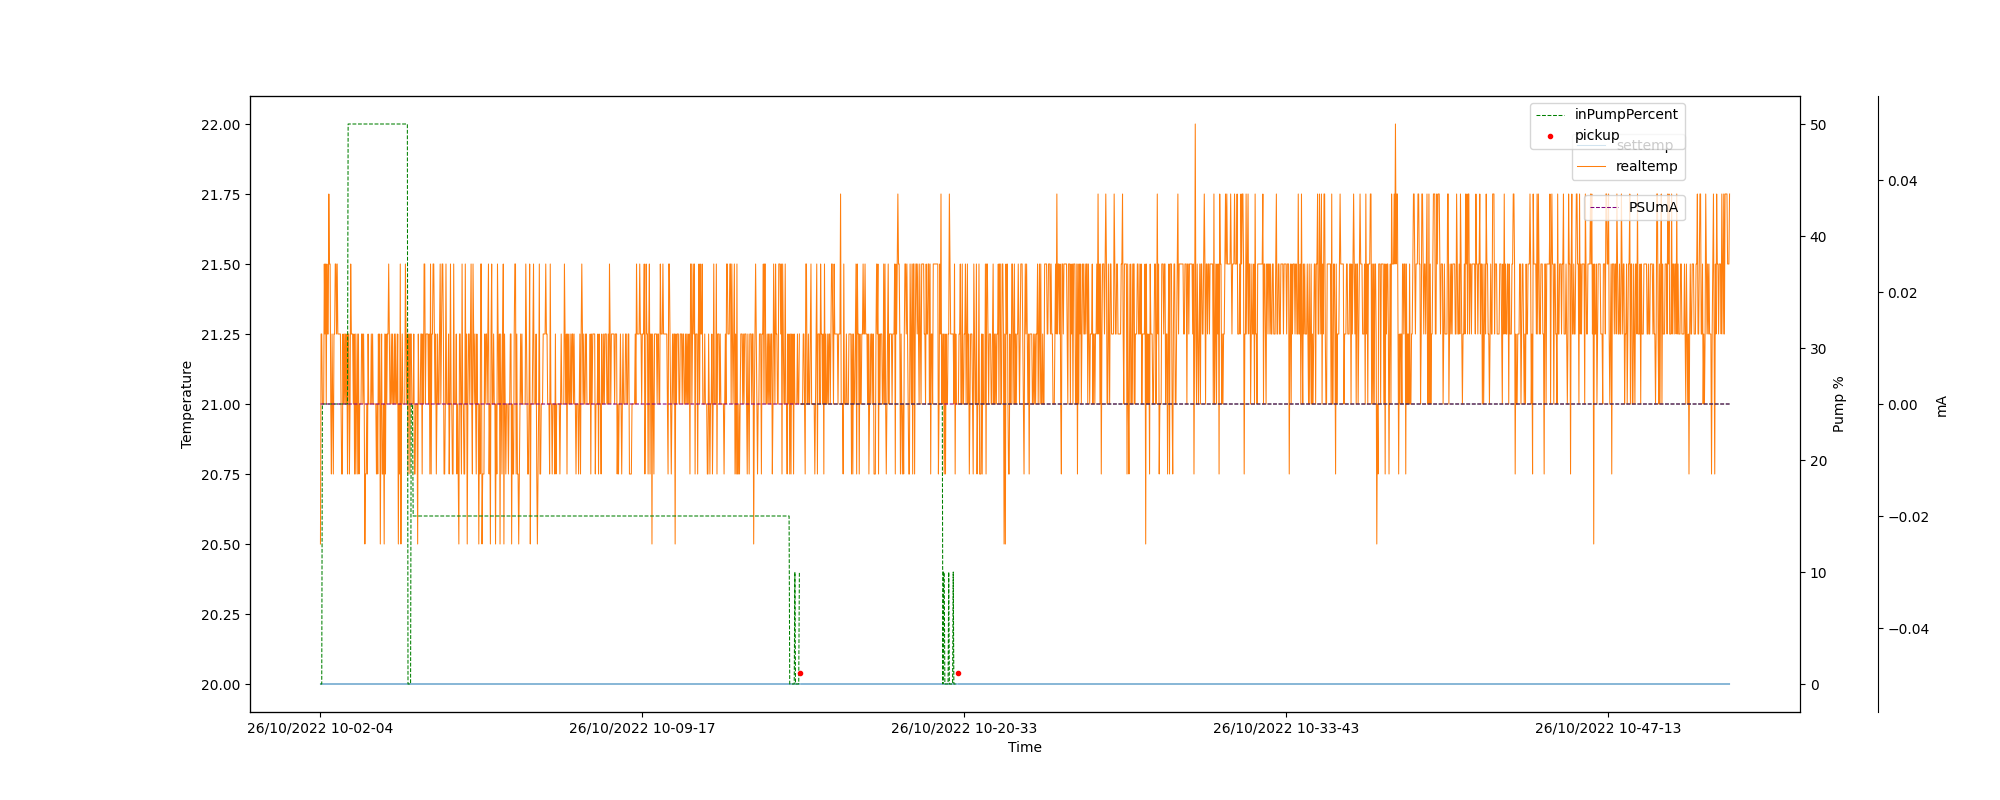 22.00
21.75
21.50
21.25
21.00
20.75
20.50
20.25
20.00
Temperature
26/10/2022 10-02-04
26/10/2022 10-09-17
26/10/2022 10-20-33
26/10/2022 10-33-43
26/10/2022 10-47-13
Time
inPumpPercent
pickup
settemp
realtemp
PSUmA
50
40
30
20
10
0
Pump %
0.04
0.02
0.00
−0.02
−0.04
mA